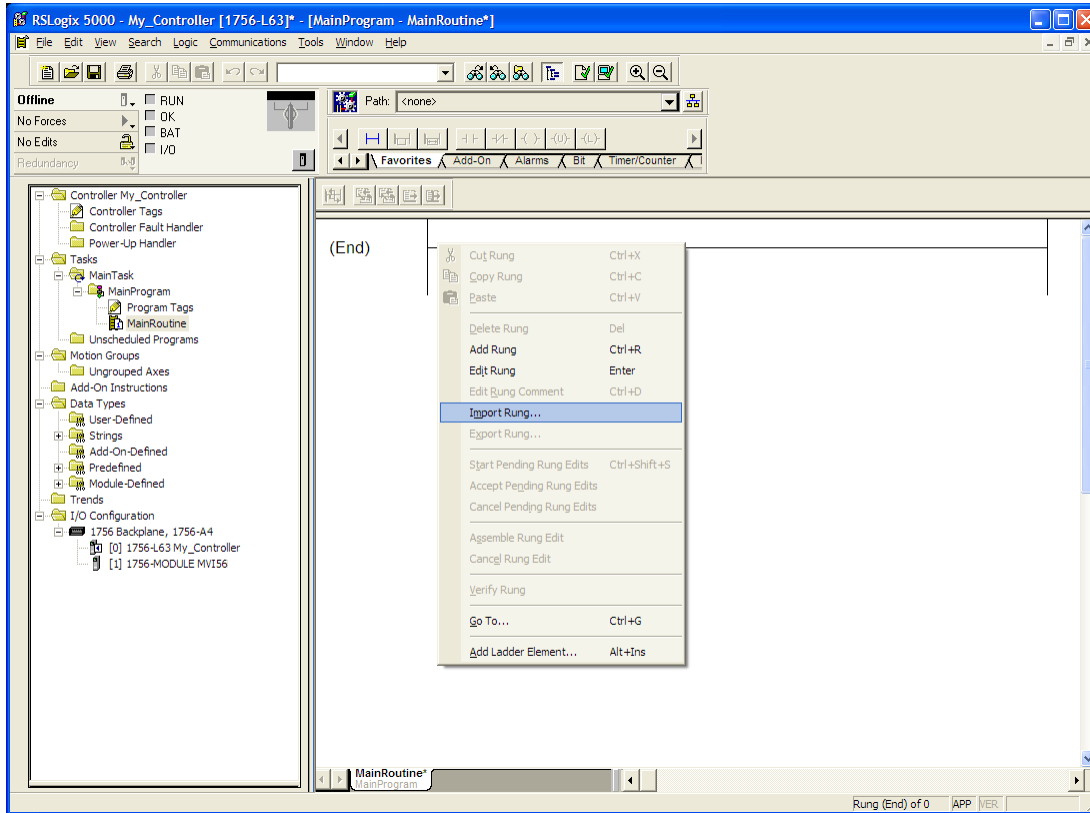 RSLogix 5000 - My_Controller [1756-L63]* - [MainProgram - MainRoutine*]
File Edit View Search Logic Communications Tools Window Help
Offline
RUN
No Forces
OK
No Edits
BAT
Redundancy
I/O
Path: <none>
Favorites Add-On Alarms Bit Timer/Counter
Controller My_Controller
Controller Tags
Controller Fault Handler
Power-Up Handler
Tasks
MainTask
MainProgram
Program Tags
MainRoutine
Unscheduled Programs
Motion Groups
Ungrouped Axes
Add-On Instructions
Data Types
User-Defined
Strings
Add-On-Defined
Predefined
Module-Defined
Trends
I/O Configuration
1756 Backplane, 1756-A4
[0] 1756-L63 My_Controller
[1] 1756-MODULE MVI56
(End)
Cut Rung Ctrl+X
Copy Rung Ctrl+C
Paste Ctrl+V
Delete Rung Del
Add Rung Ctrl+R
Edit Rung Enter
Edit Rung Comment Ctrl+D
Import Rung...
Export Rung...
Start Pending Rung Edits Ctrl+Shift+S
Accept Pending Rung Edits
Cancel Pending Rung Edits
Assemble Rung Edit
Cancel Rung Edit
Verify Rung
Go To... Ctrl+G
Add Ladder Element... Alt+Ins
MainRoutine*
MainProgram
Rung (End) of 0 APP VER